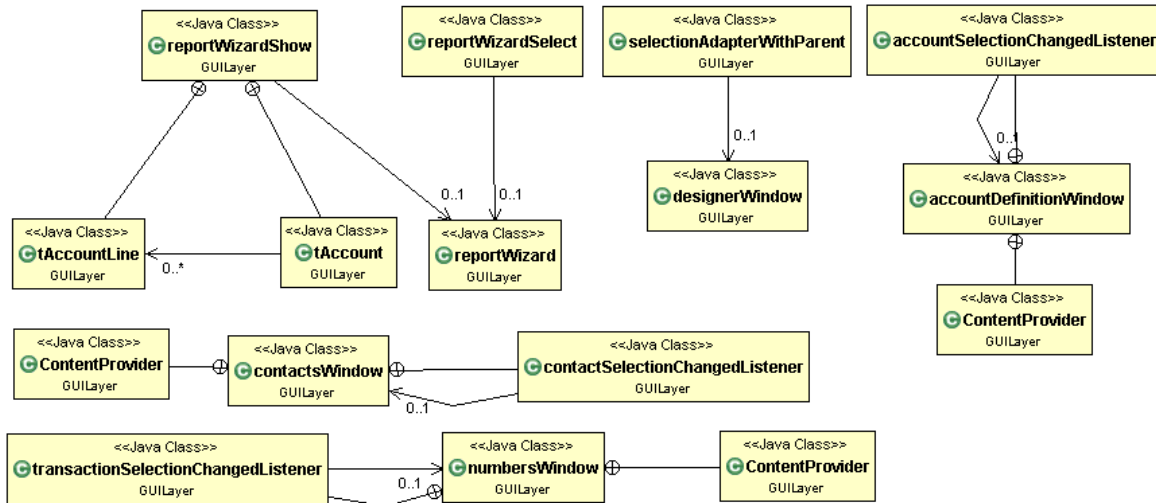 <<Java Class>>
reportWizardShow
GUILayer
<<Java Class>>
reportWizardSelect
GUILayer
<<Java Class>>
selectionAdapterWithParent
GUILayer
<<Java Class>>
accountSelectionChangedListener
GUILayer
0..1
0..1
<<Java Class>>
designerWindow
GUILayer
<<Java Class>>
accountDefinitionWindow
GUILayer
0..1
0..1
<<Java Class>>
tAccountLine
GUILayer
0..*
<<Java Class>>
tAccount
GUILayer
<<Java Class>>
reportWizard
GUILayer
<<Java Class>>
ContentProvider
GUILayer
<<Java Class>>
ContentProvider
GUILayer
<<Java Class>>
contactsWindow
GUILayer
<<Java Class>>
contactSelectionChangedListener
GUILayer
0..1
<<Java Class>>
transactionSelectionChangedListener
GUILayer
0..1
<<Java Class>>
numbersWindow
GUILayer
<<Java Class>>
ContentProvider
GUILayer